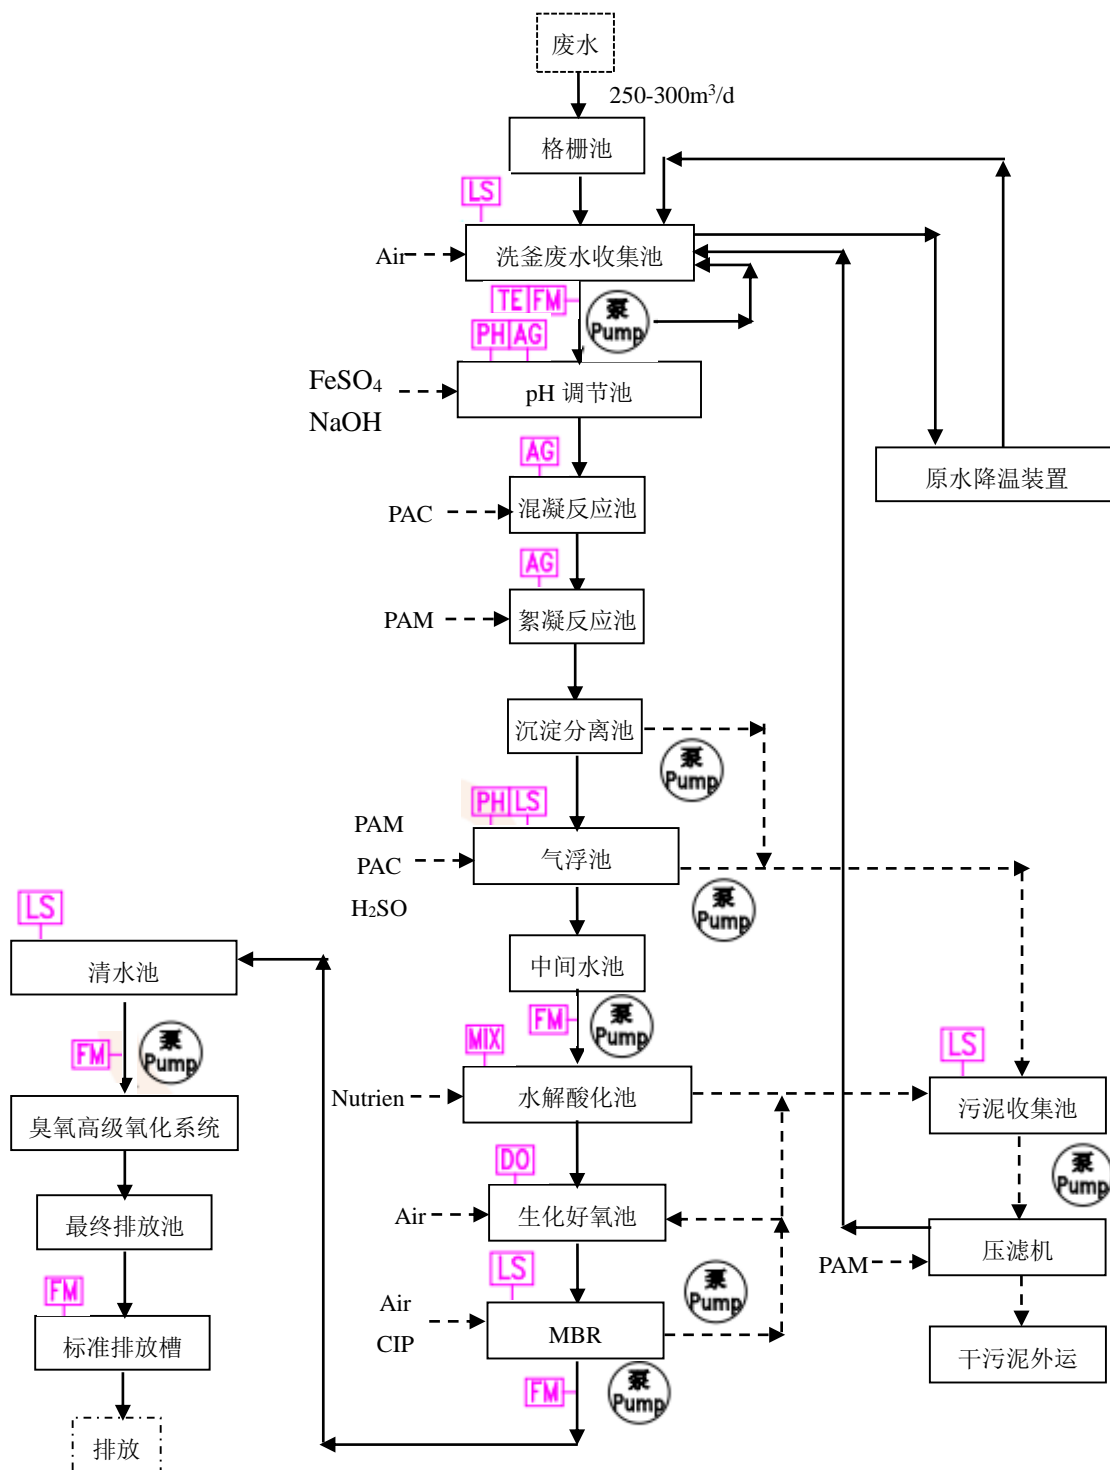 废水
250-300m³/d
格栅池
LS
Air
洗釜废水收集池
TE FM
泵
Pump
PH AG
FeSO₄
NaOH
pH 调节池
AG
原水降温装置
PAC
混凝反应池
AG
PAM
絮凝反应池
沉淀分离池
泵
Pump
PH LS
PAM
PAC
H₂SO
气浮池
泵
Pump
LS
清水池
中间水池
FM
泵
Pump
FM
泵
Pump
MIX
LS
Nutrien
水解酸化池
污泥收集池
臭氧高级氧化系统
DO
泵
Pump
Air
生化好氧池
最终排放池
压滤机
PAM
LS
泵
Pump
Air
CIP
MBR
FM
标准排放槽
干污泥外运
FM
泵
Pump
排放